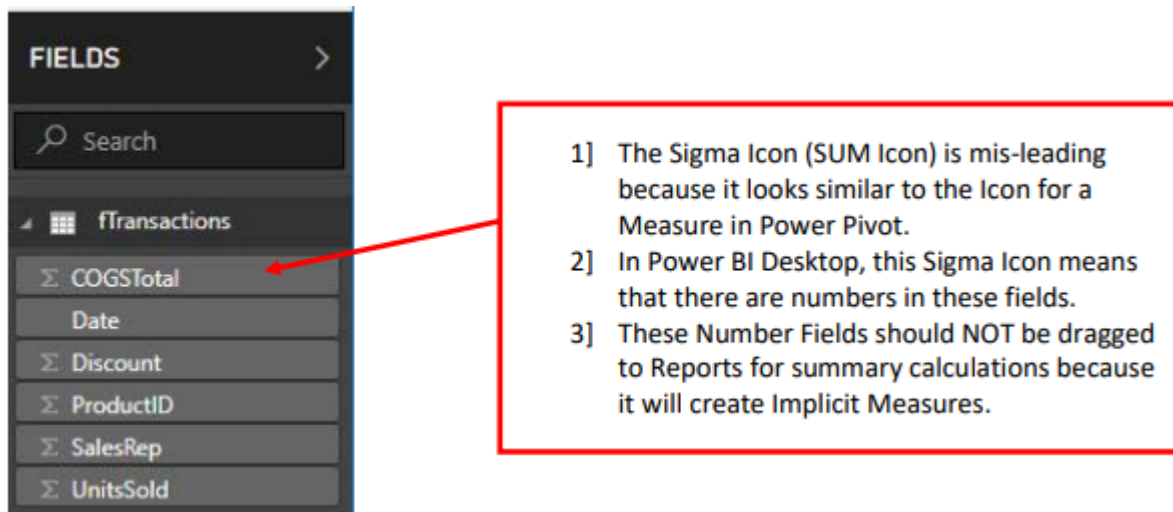 FIELDS
Search
fTransactions
Σ COGSTotal
Date
Σ Discount
Σ ProductID
Σ SalesRep
Σ UnitsSold
1] The Sigma Icon (SUM Icon) is mis-leading
because it looks similar to the Icon for a
Measure in Power Pivot.
2] In Power BI Desktop, this Sigma Icon means
that there are numbers in these fields.
3] These Number Fields should NOT be dragged
to Reports for summary calculations because
it will create Implicit Measures.